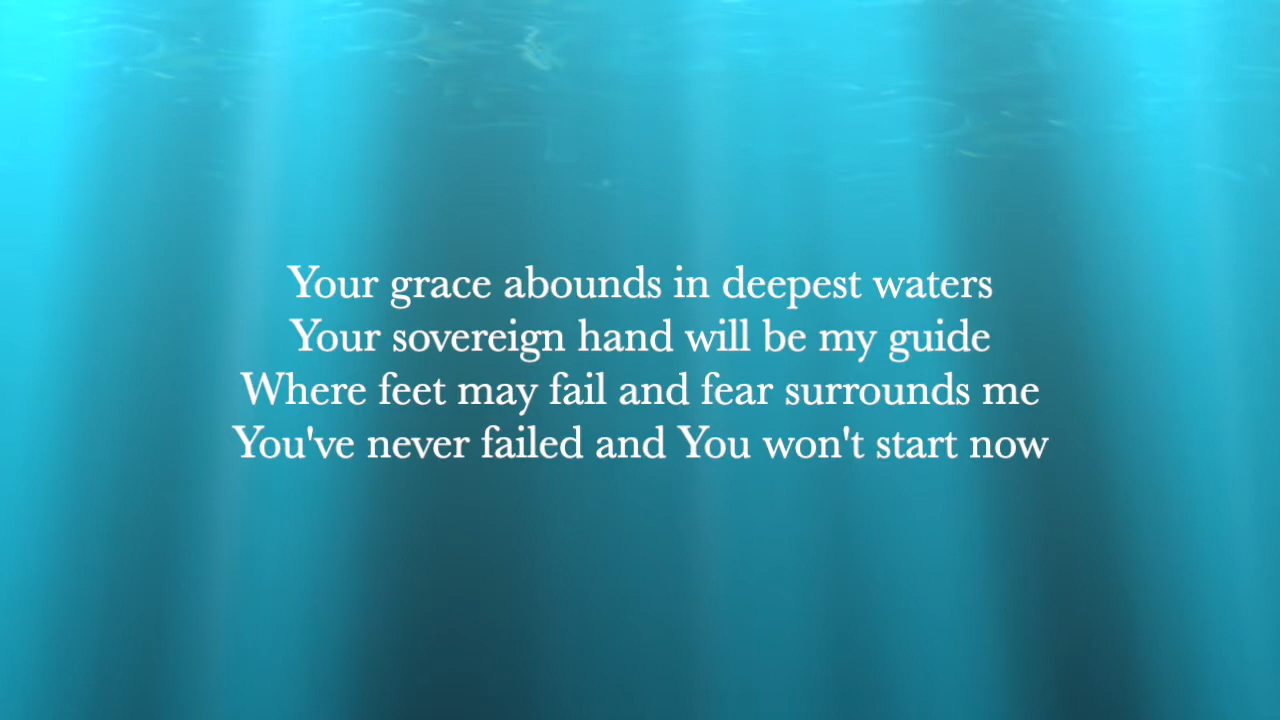 Your grace abounds in deepest waters
Your sovereign hand will be my guide
Where feet may fail and fear surrounds me
You've never failed and You won't start now